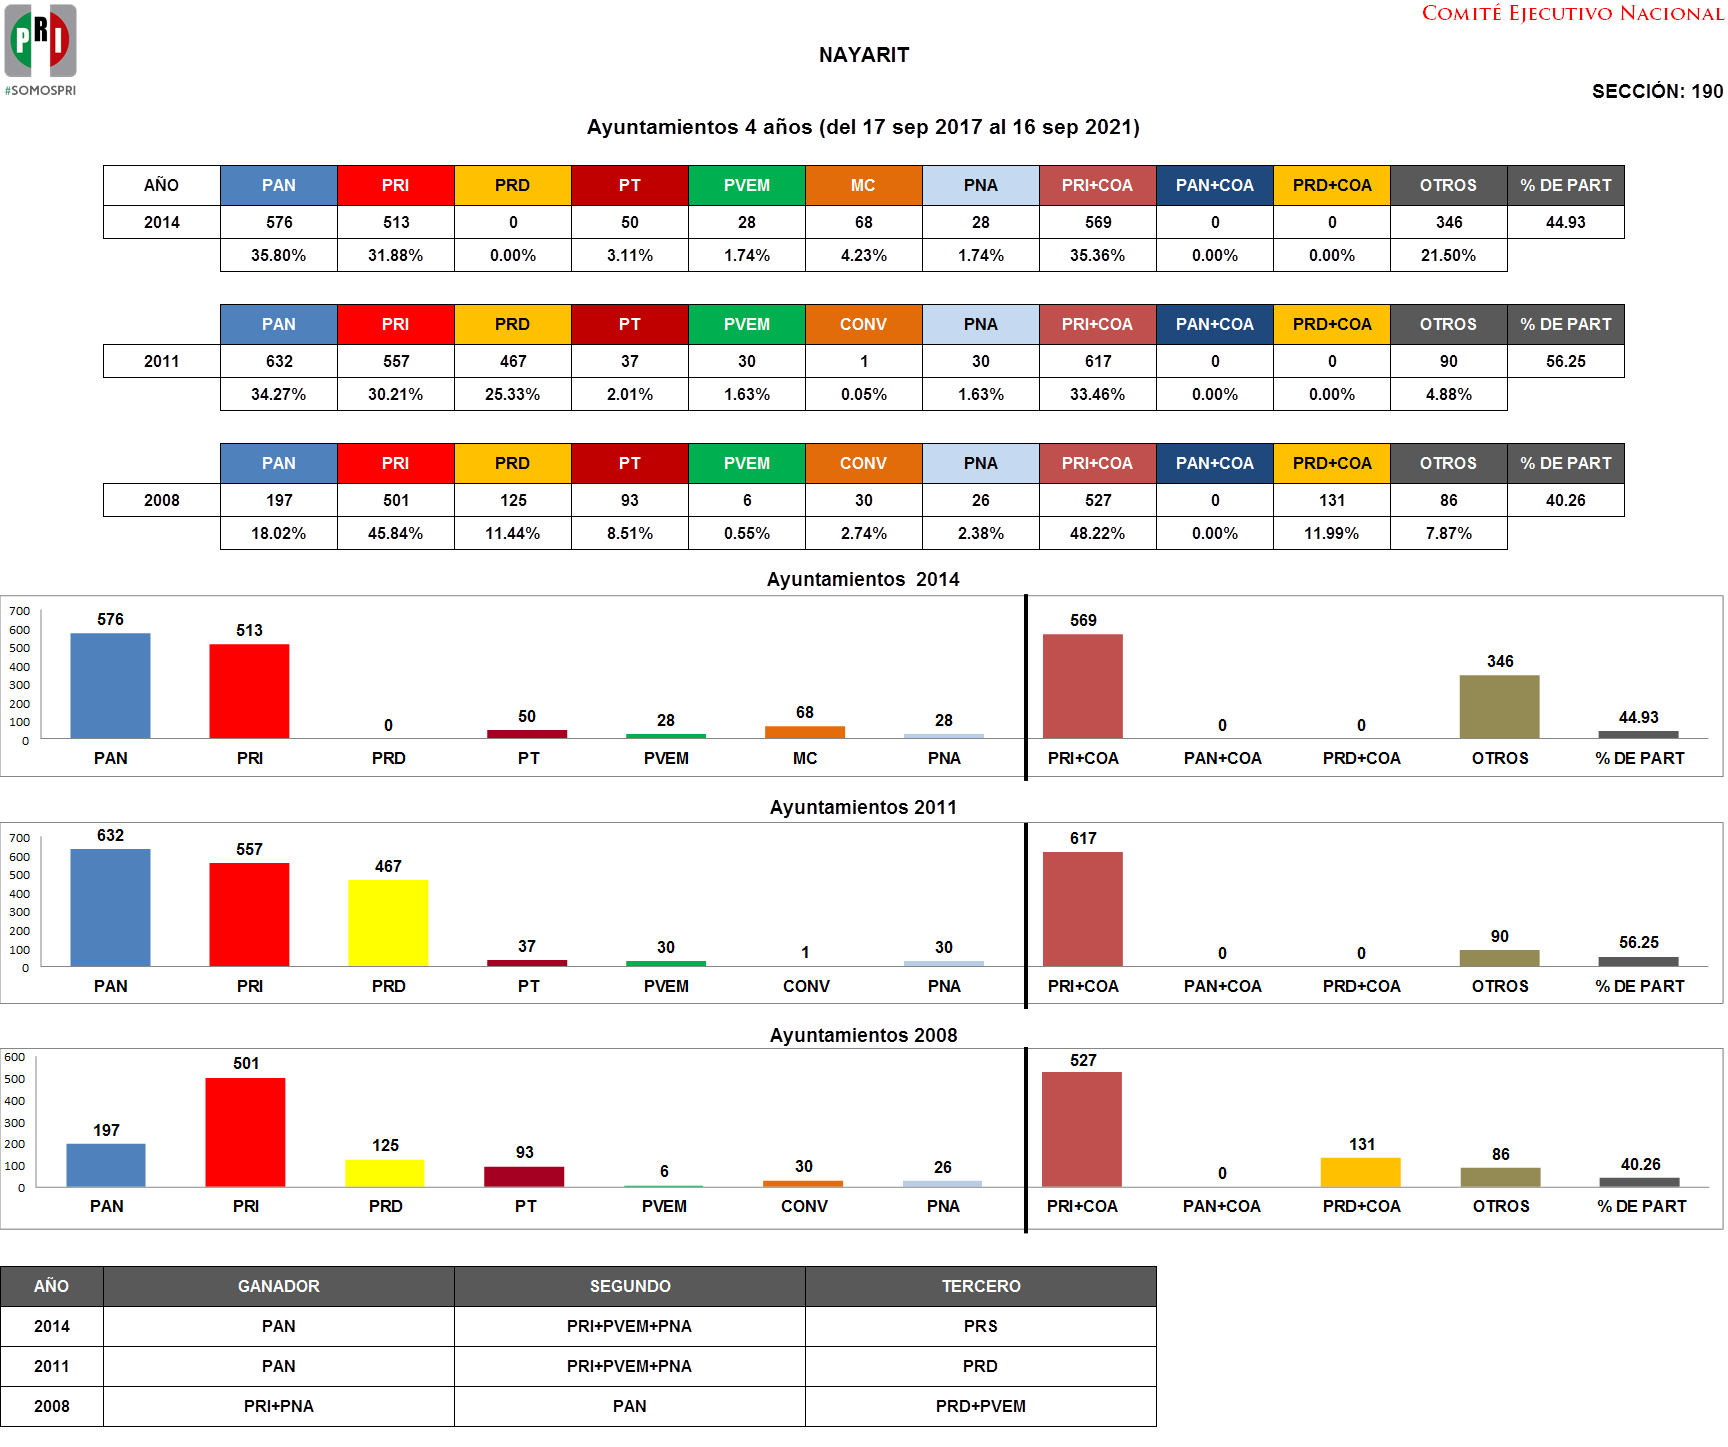 COMITÉ EJECUTIVO NACIONAL
PRI
#SOMOSPRI
NAYARIT
SECCIÓN: 190
Ayuntamientos 4 años (del 17 sep 2017 al 16 sep 2021)
AÑO PAN PRI PRD PT PVEM MC PNA PRI+COA PAN+COA PRD+COA OTROS % DE PART
2014 576 513 0 50 28 68 28 569 0 0 346 44.93
35.80% 31.88% 0.00% 3.11% 1.74% 4.23% 1.74% 35.36% 0.00% 0.00% 21.50%
PAN PRI PRD PT PVEM CONV PNA PRI+COA PAN+COA PRD+COA OTROS % DE PART
2011 632 557 467 37 30 1 30 617 0 0 90 56.25
34.27% 30.21% 25.33% 2.01% 1.63% 0.05% 1.63% 33.46% 0.00% 0.00% 4.88%
PAN PRI PRD PT PVEM CONV PNA PRI+COA PAN+COA PRD+COA OTROS % DE PART
2008 197 501 125 93 6 30 26 527 0 131 86 40.26
18.02% 45.84% 11.44% 8.51% 0.55% 2.74% 2.38% 48.22% 0.00% 11.99% 7.87%
Ayuntamientos 2014
700
600
500
400
300
200
100
0
576 513 0 50 28 68 28 569 0 0 346 44.93
PAN PRI PRD PT PVEM MC PNA PRI+COA PAN+COA PRD+COA OTROS % DE PART
Ayuntamientos 2011
700
600
500
400
300
200
100
0
632 557 467 37 30 1 30 617 0 0 90 56.25
PAN PRI PRD PT PVEM CONV PNA PRI+COA PAN+COA PRD+COA OTROS % DE PART
Ayuntamientos 2008
600
500
400
300
200
100
0
197 501 125 93 6 30 26 527 0 131 86 40.26
PAN PRI PRD PT PVEM CONV PNA PRI+COA PAN+COA PRD+COA OTROS % DE PART
AÑO GANADOR SEGUNDO TERCERO
2014 PAN PRI+PVEM+PNA PRS
2011 PAN PRI+PVEM+PNA PRD
2008 PRI+PNA PAN PRD+PVEM